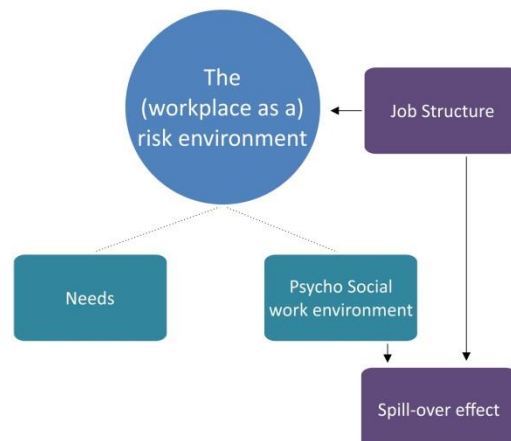 The
(workplace as a)
risk environment
Job Structure
Needs
Psycho Social
work environment
Spill-over effect